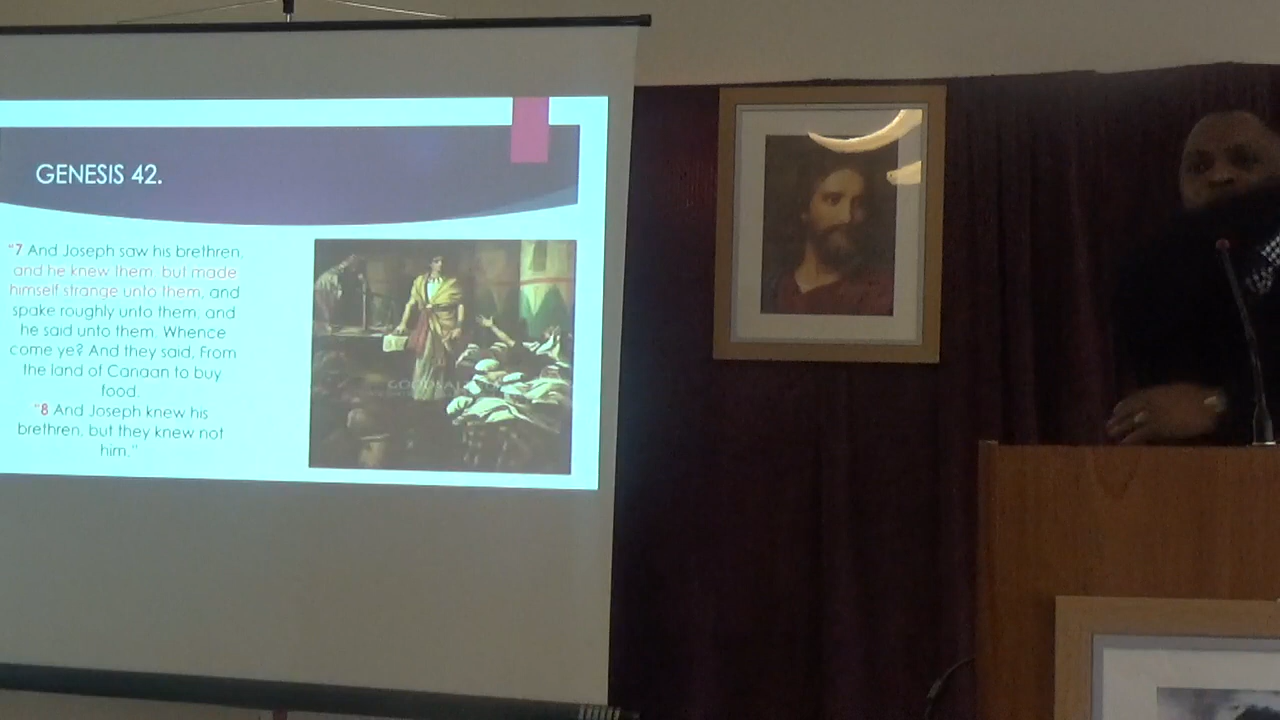 GENESIS 42.
"7 And Joseph saw his brethren,
and he knew them, but made
himself strange unto them, and
spake roughly unto them, and
he said unto them, Whence
come ye? And they said, From
the land of Canaan to buy
food.
"8 And Joseph knew his
brethren, but they knew not
him."